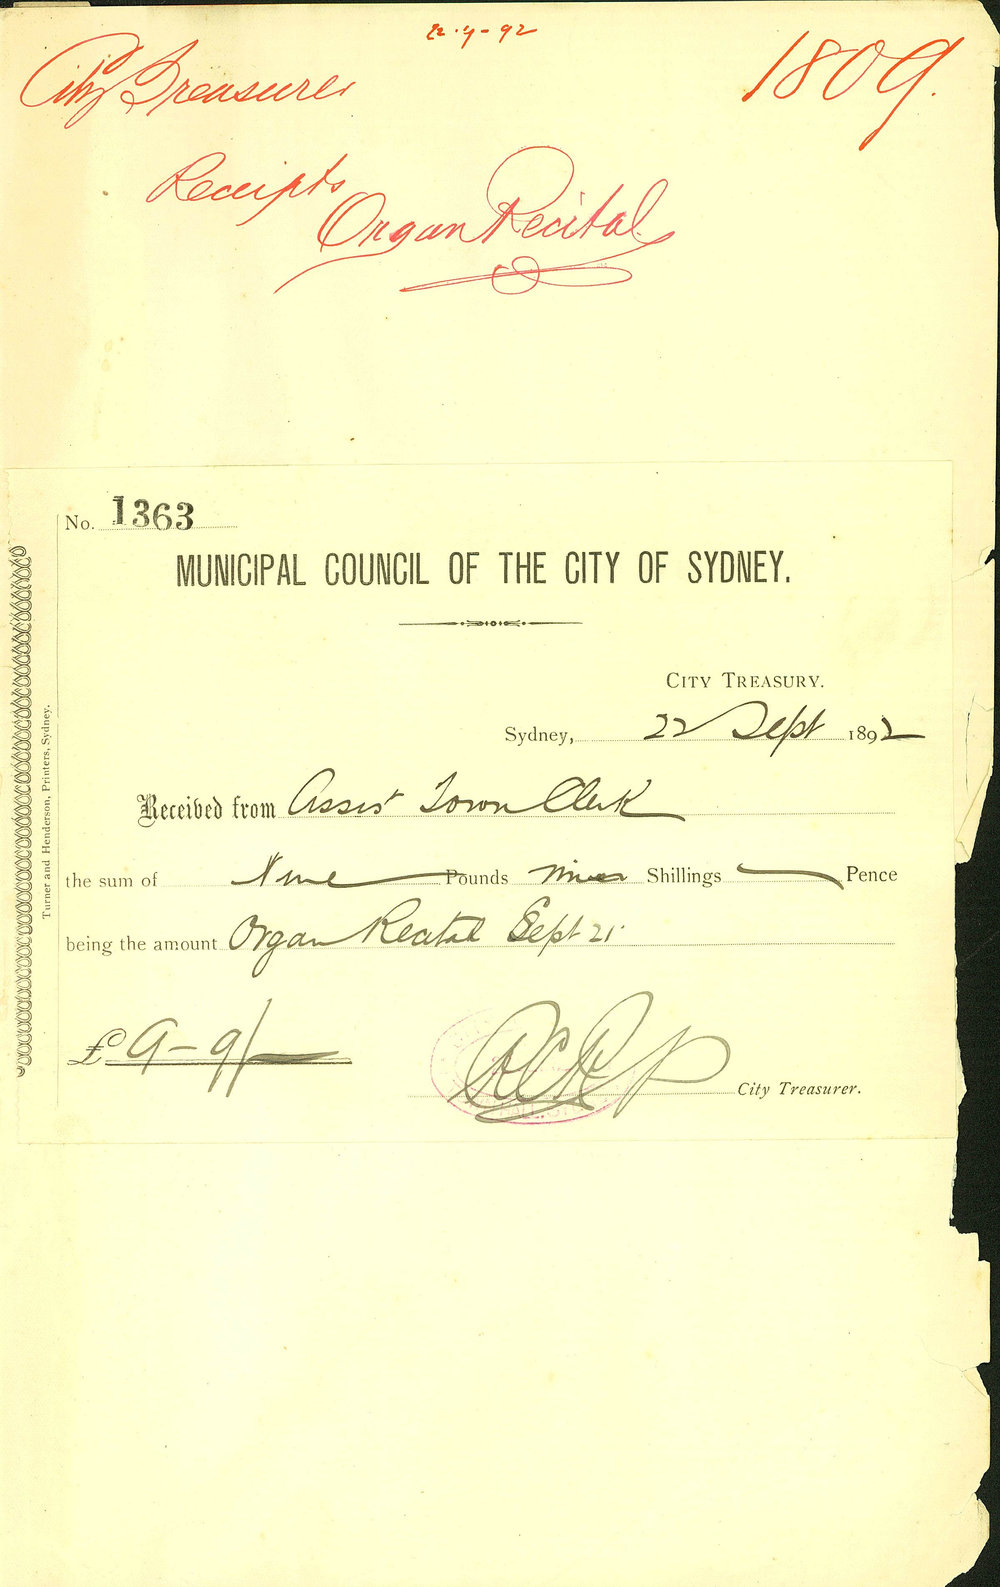 22-9-92
City Treasurer
1809.
Receipts
Organ Recital
No. 1363
MUNICIPAL COUNCIL OF THE CITY OF SYDNEY.
CITY TREASURY.
Sydney, 22 Sept 1892
Received from Assist Town Clerk
the sum of Nine Pounds Nine Shillings Pence
being the amount Organ Recital Sept 21
£9-9/
City Treasurer.
Turner and Henderson, Printers, Sydney.